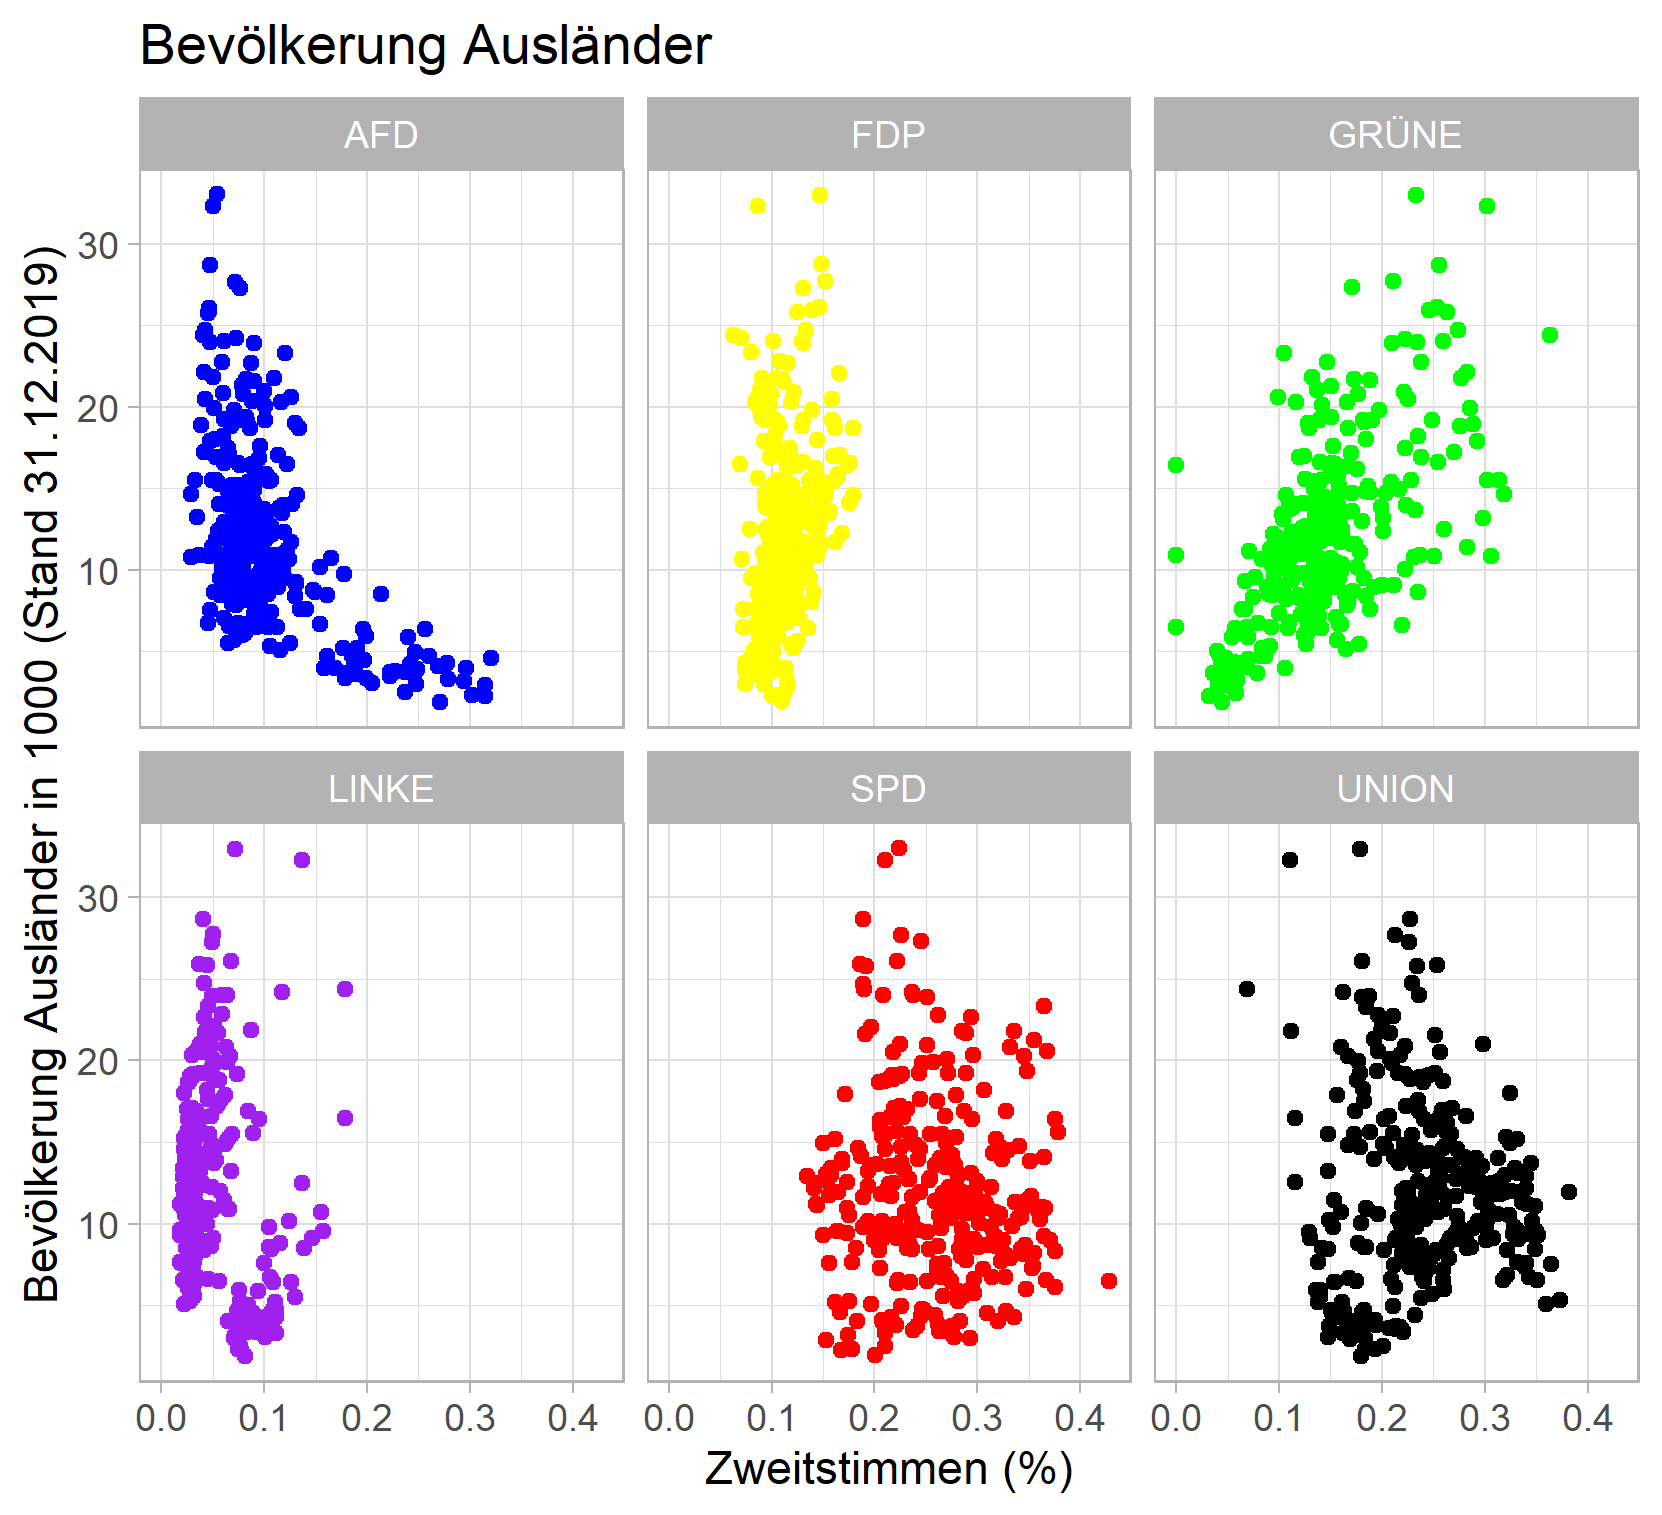 Bevölkerung Ausländer
AFD
FDP
GRÜNE
30
20
10
LINKE
SPD
UNION
30
20
10
Bevölkerung Ausländer in 1000 (Stand 31.12.2019)
0.0 0.1 0.2 0.3 0.4
0.0 0.1 0.2 0.3 0.4
0.0 0.1 0.2 0.3 0.4
Zweitstimmen (%)